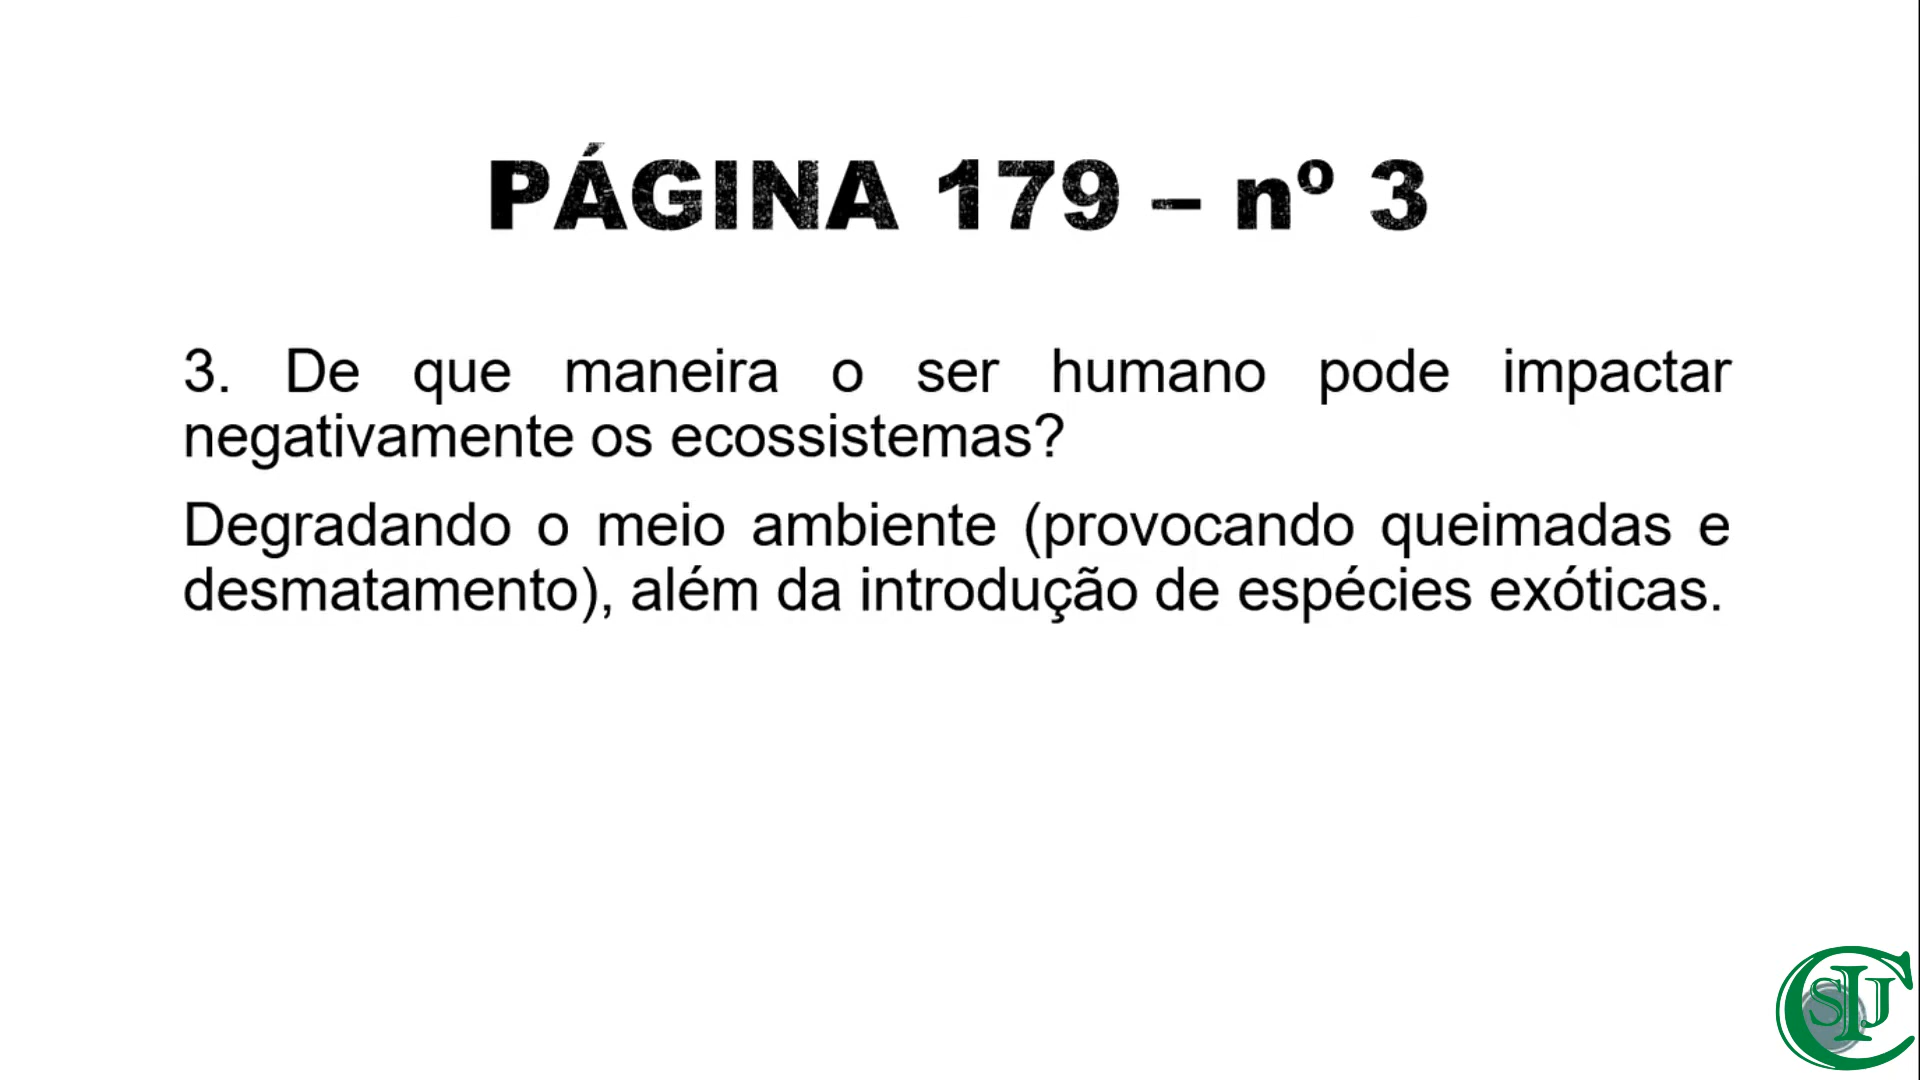 PÁGINA 179 – nº 3
3. De que maneira o ser humano pode impactar
negativamente os ecossistemas?
Degradando o meio ambiente (provocando queimadas e
desmatamento), além da introdução de espécies exóticas.
CSIJ